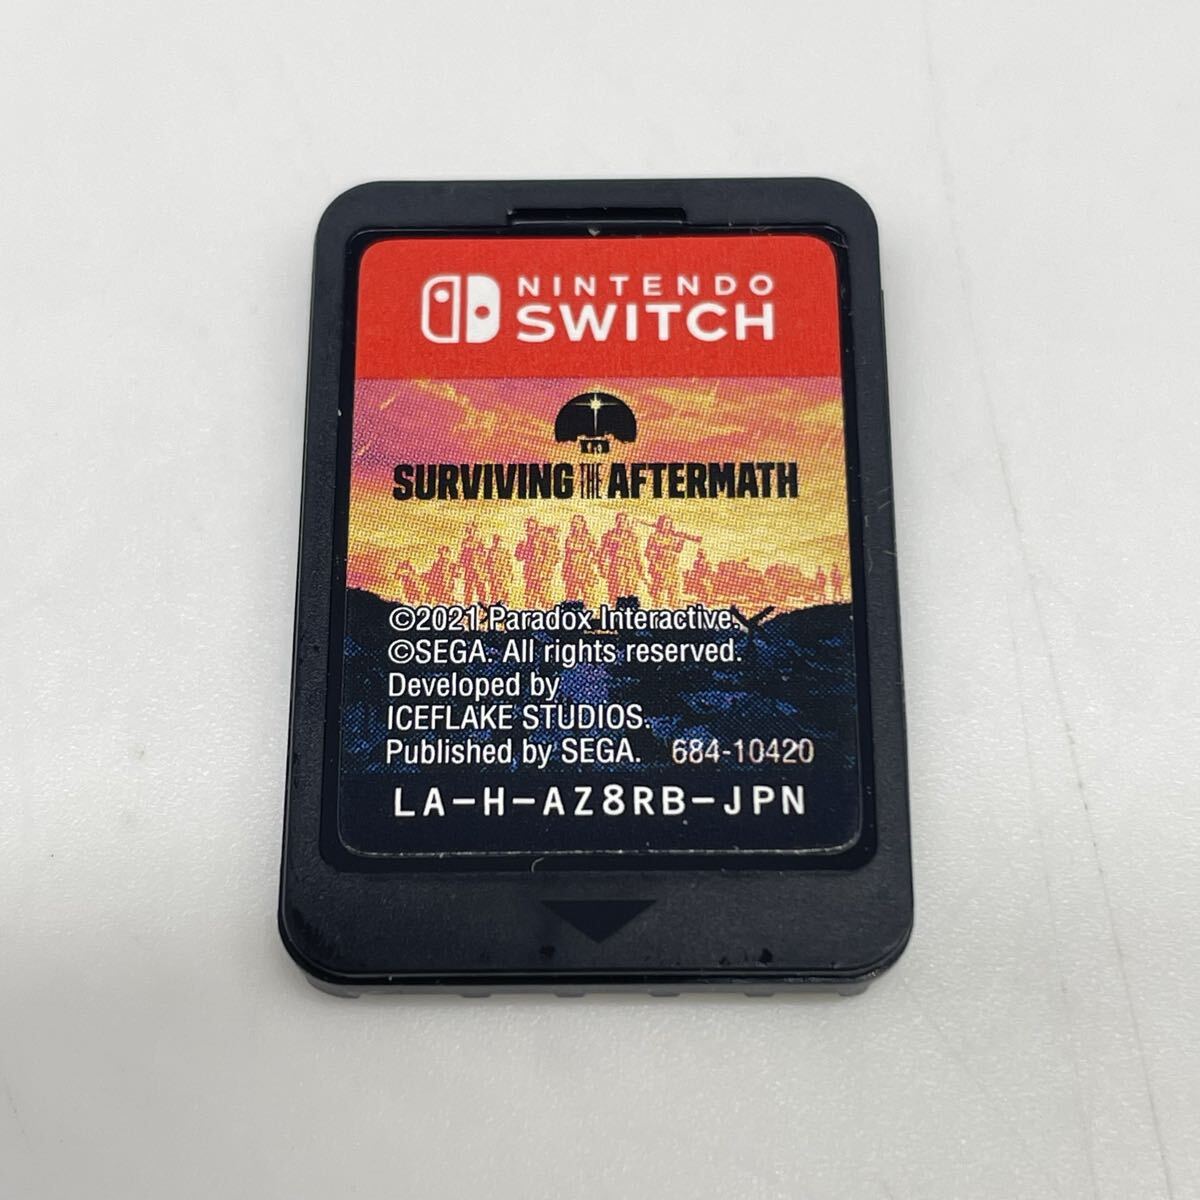 NINTENDO
SWITCH
SURVIVING THE AFTERMATH
©2021 Paradox Interactive.
©SEGA. All rights reserved.
Developed by
ICEFLAKE STUDIOS.
Published by SEGA. 684-10420
LA-H-AZ8RB-JPN